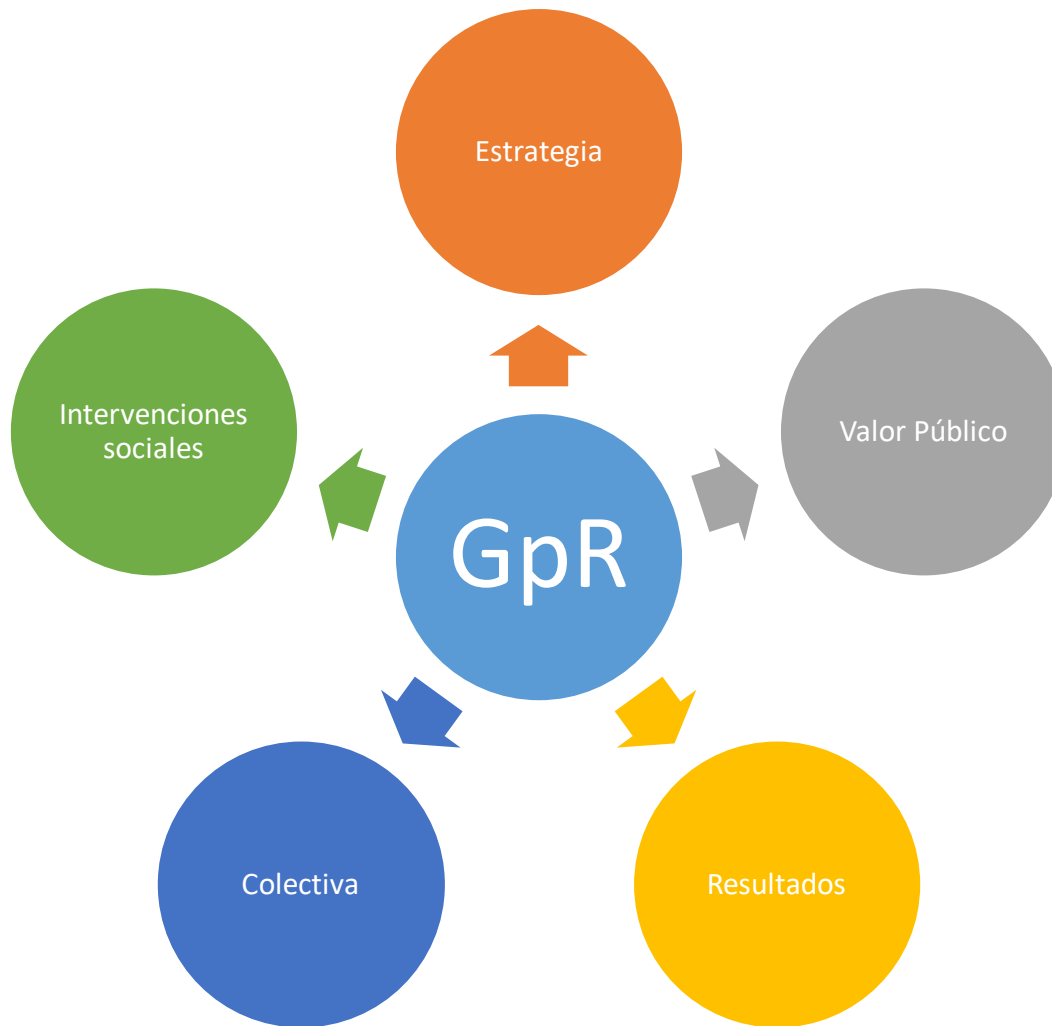 Estrategia
Intervenciones
sociales
Valor Público
GpR
Colectiva
Resultados